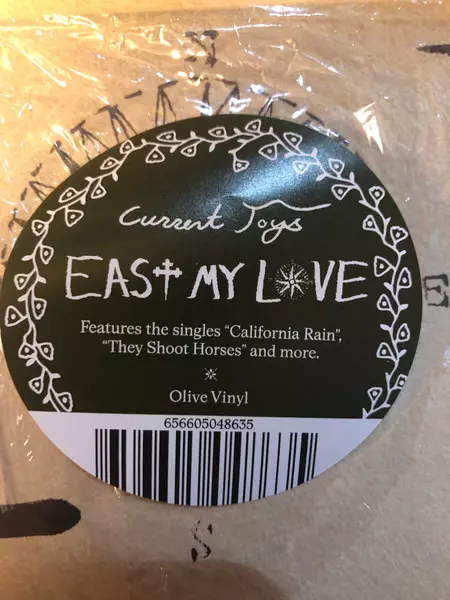 N
Current Joys
EAST MY LOVE
Features the singles "California Rain",
"They Shoot Horses" and more.
Olive Vinyl
656605048635
E
S